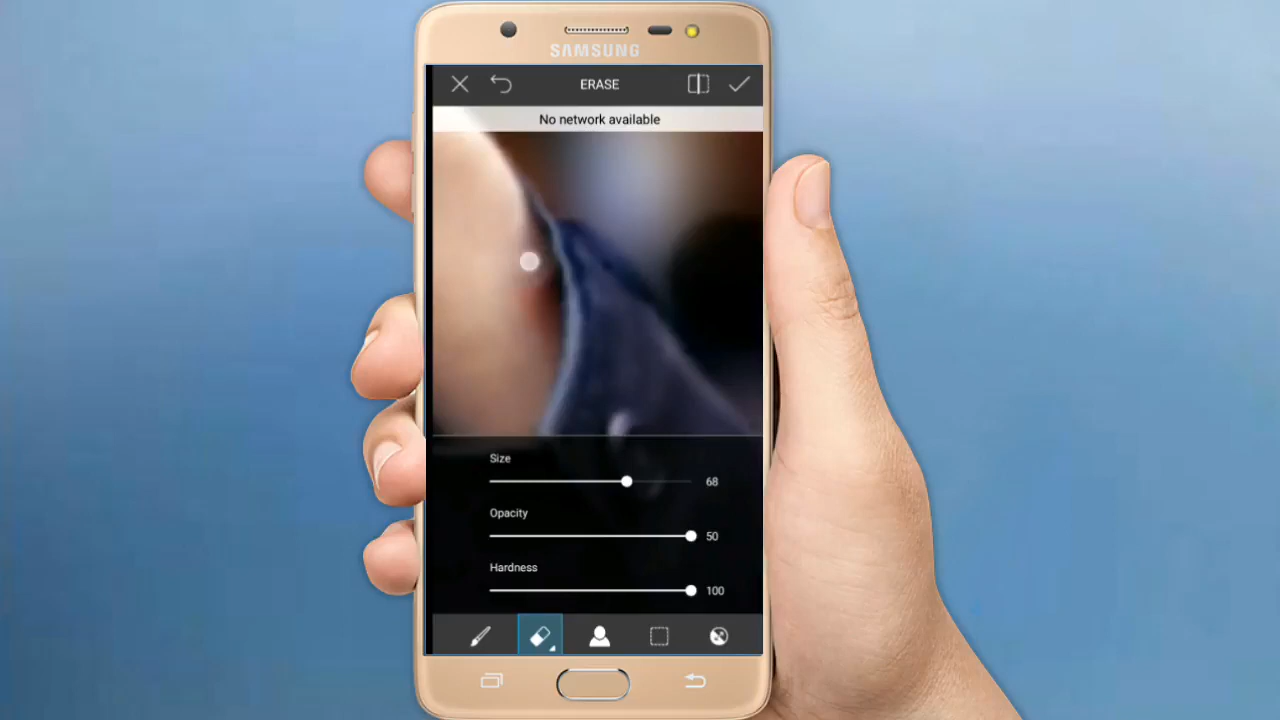 SAMSUNG
ERASE
No network available
Size
68
Opacity
50
Hardness
100